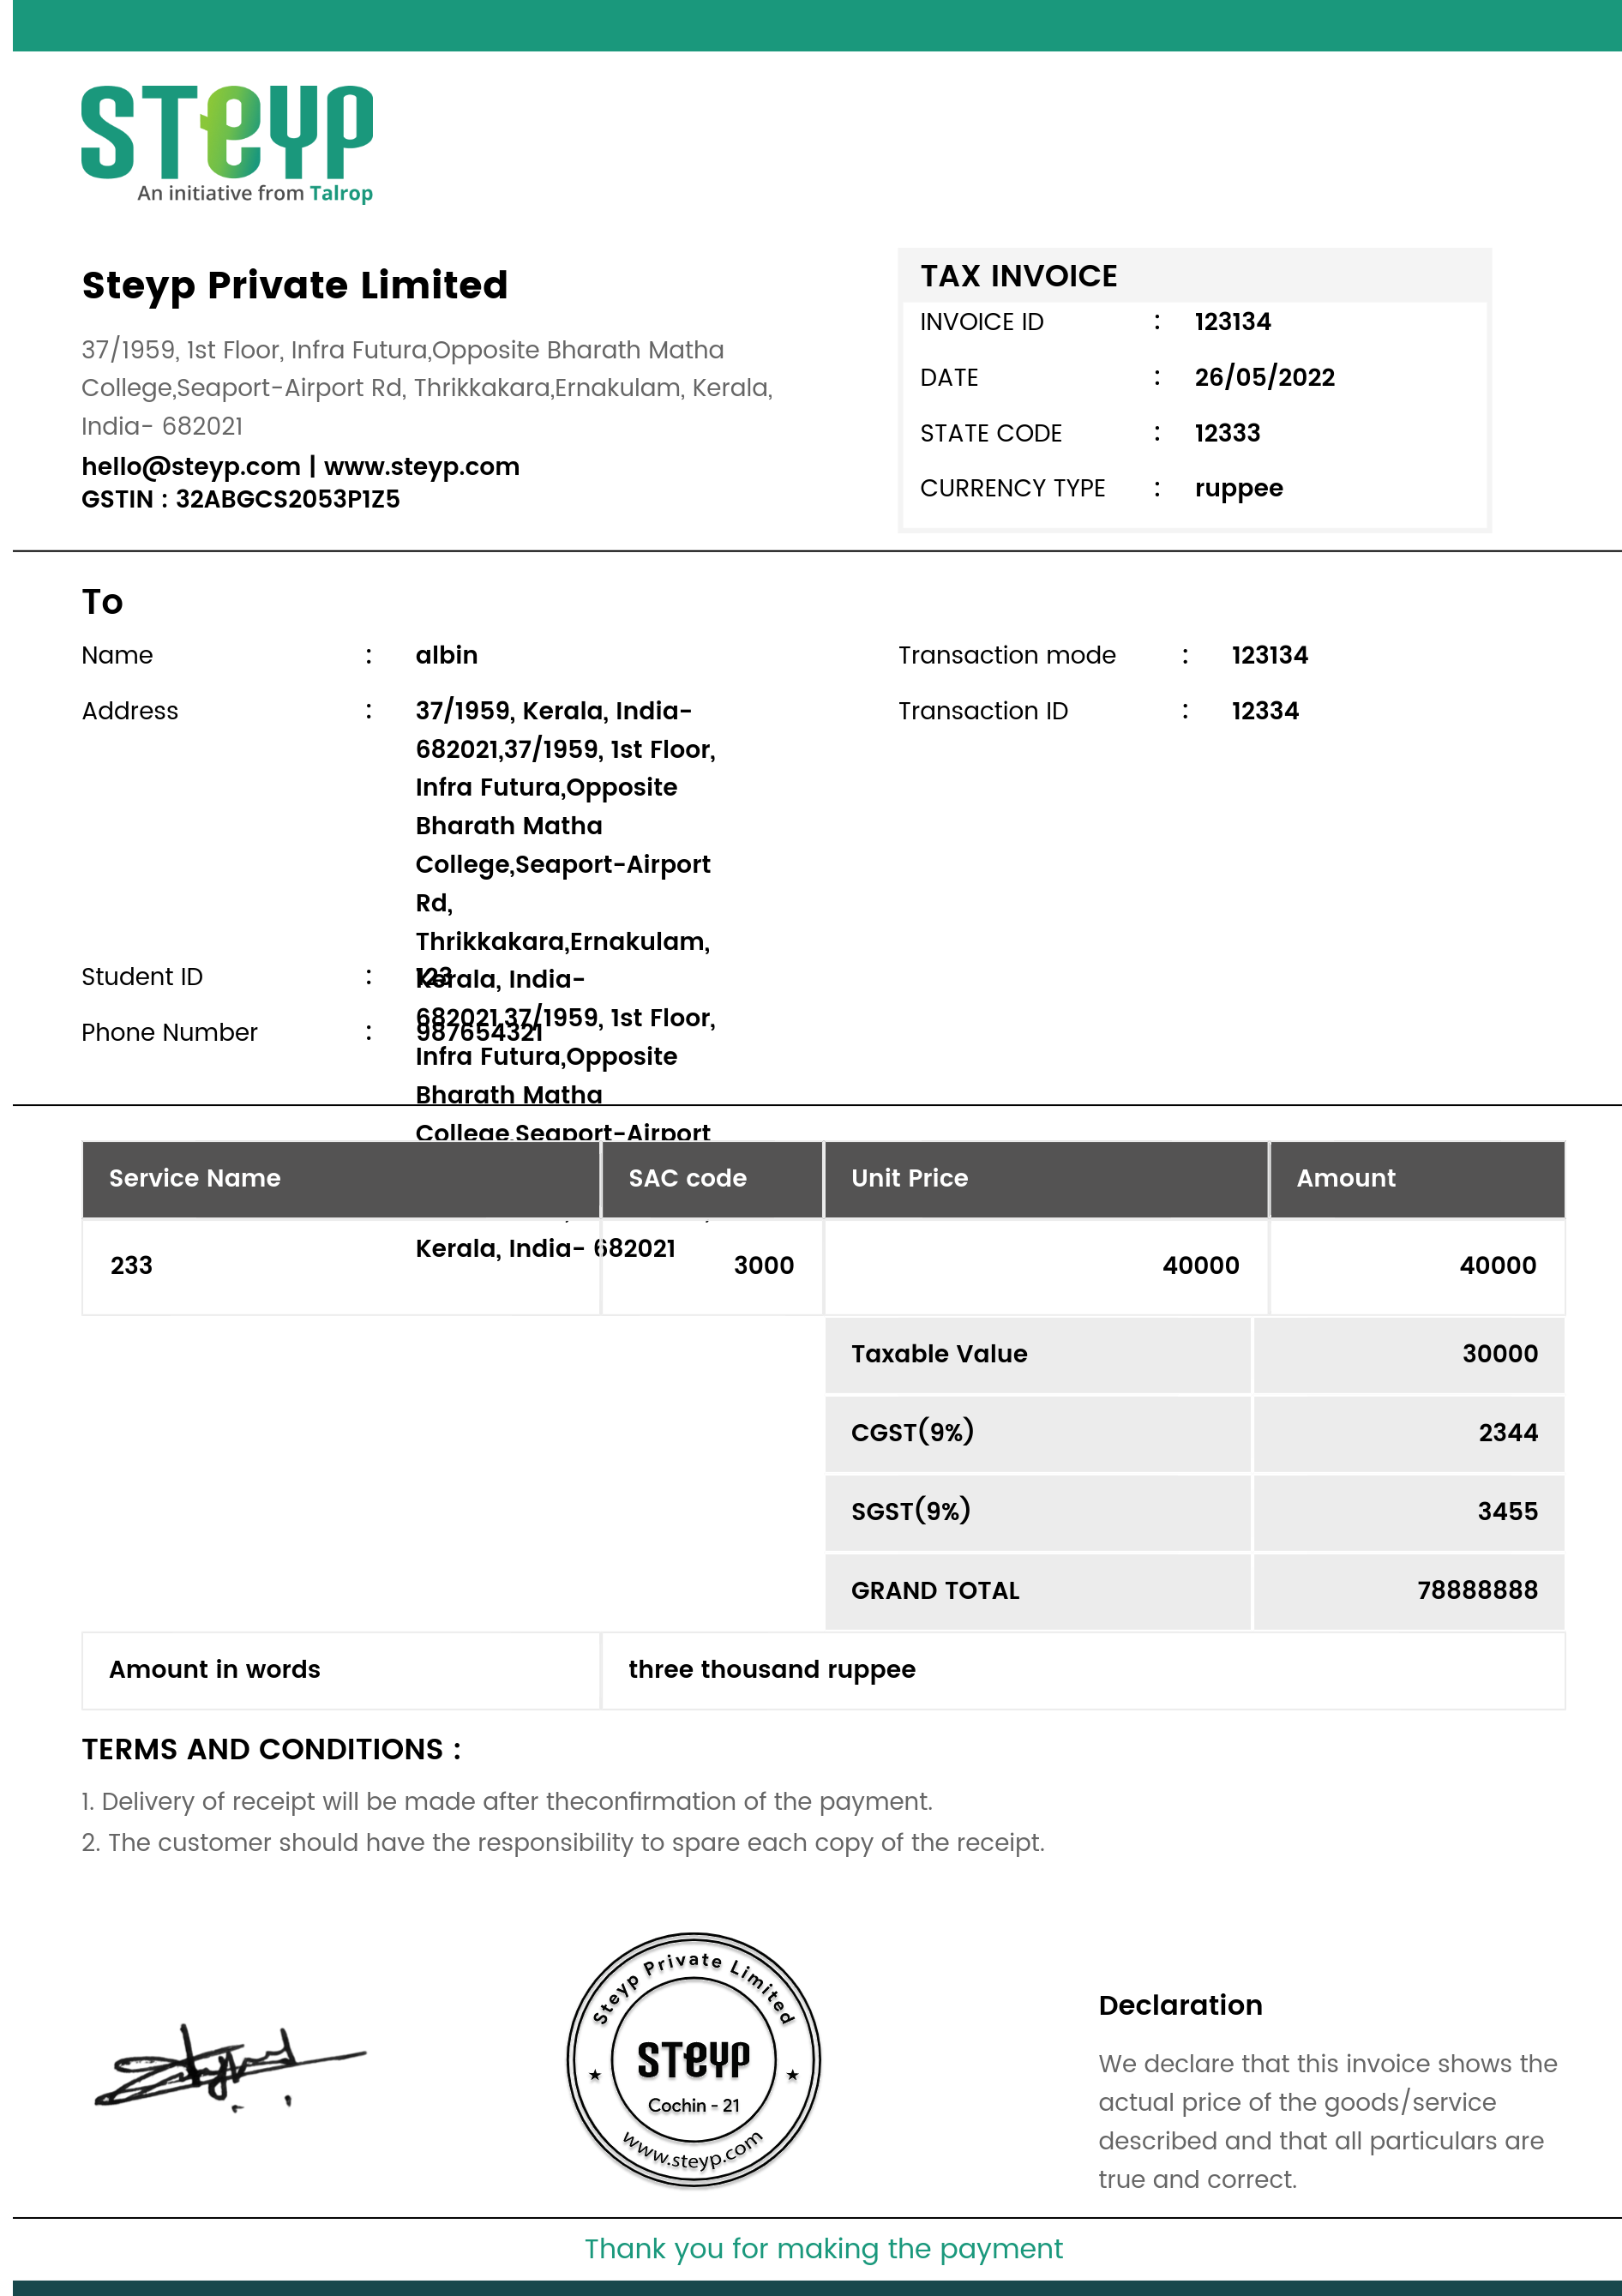 STeyp
An initiative from Talrop
Steyp Private Limited
37/1959, 1st Floor, Infra Futura,Opposite Bharath Matha
College,Seaport-Airport Rd, Thrikkakara,Ernakulam, Kerala,
India- 682021
hello@steyp.com | www.steyp.com
GSTIN : 32ABGCS2053P1Z5
TAX INVOICE
INVOICE ID : 123134
DATE : 26/05/2022
STATE CODE : 12333
CURRENCY TYPE : ruppee
To
Name : albin
Address : 37/1959, Kerala, India-
682021,37/1959, 1st Floor,
Infra Futura,Opposite
Bharath Matha
College,Seaport-Airport
Rd,
Thrikkakara,Ernakulam,
Kerala, India-
682021,37/1959, 1st Floor,
Infra Futura,Opposite
Bharath Matha
College,Seaport-Airport
Kerala, India- 682021
Student ID : 123
Phone Number : 987654321
Transaction mode : 123134
Transaction ID : 12334
Service Name SAC code Unit Price Amount
233 3000 40000 40000
Taxable Value 30000
CGST(9%) 2344
SGST(9%) 3455
GRAND TOTAL 78888888
Amount in words three thousand ruppee
TERMS AND CONDITIONS :
1. Delivery of receipt will be made after theconfirmation of the payment.
2. The customer should have the responsibility to spare each copy of the receipt.
Steyp Private Limited
STeyp
Cochin - 21
www.steyp.com
Declaration
We declare that this invoice shows the
actual price of the goods/service
described and that all particulars are
true and correct.
Thank you for making the payment